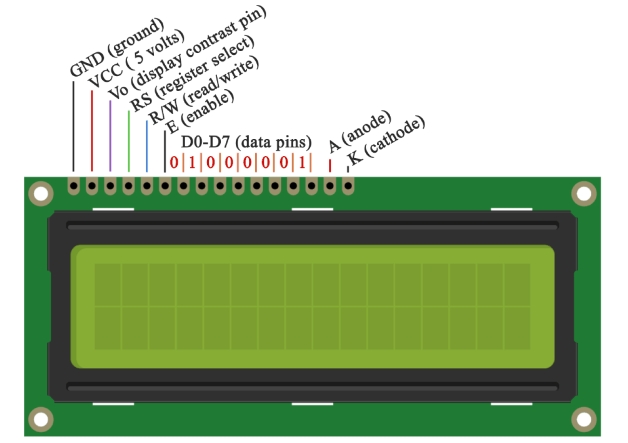 GND (ground)
VCC ( 5 volts)
Vo (display contrast pin)
RS (register select)
R/W (read/write)
E (enable)
D0-D7 (data pins)
0|1|0|0|0|0|0|1|
A (anode)
K (cathode)